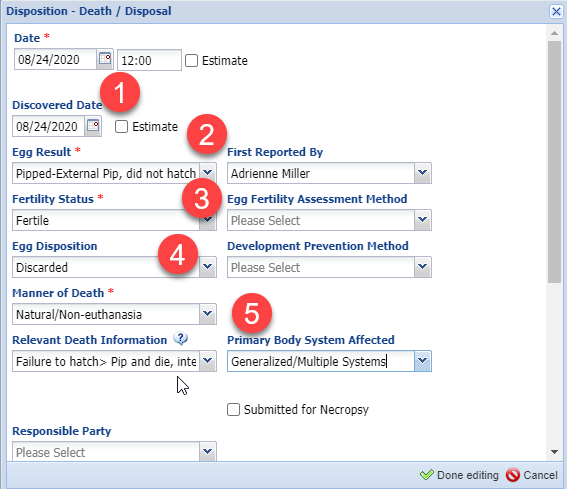 Disposition - Death / Disposal
Date *
08/24/2020 12:00 Estimate
1
Discovered Date
08/24/2020 Estimate
2
Egg Result * First Reported By
Pipped-External Pip, did not hatch Adrienne Miller
3
Fertility Status * Egg Fertility Assessment Method
Fertile Please Select
4
Egg Disposition Development Prevention Method
Discarded Please Select
Manner of Death *
Natural/Non-euthanasia
5
Relevant Death Information ? Primary Body System Affected
Failure to hatch> Pip and die, inte Generalized/Multiple Systems
Submitted for Necropsy
Responsible Party
Please Select
Done editing Cancel